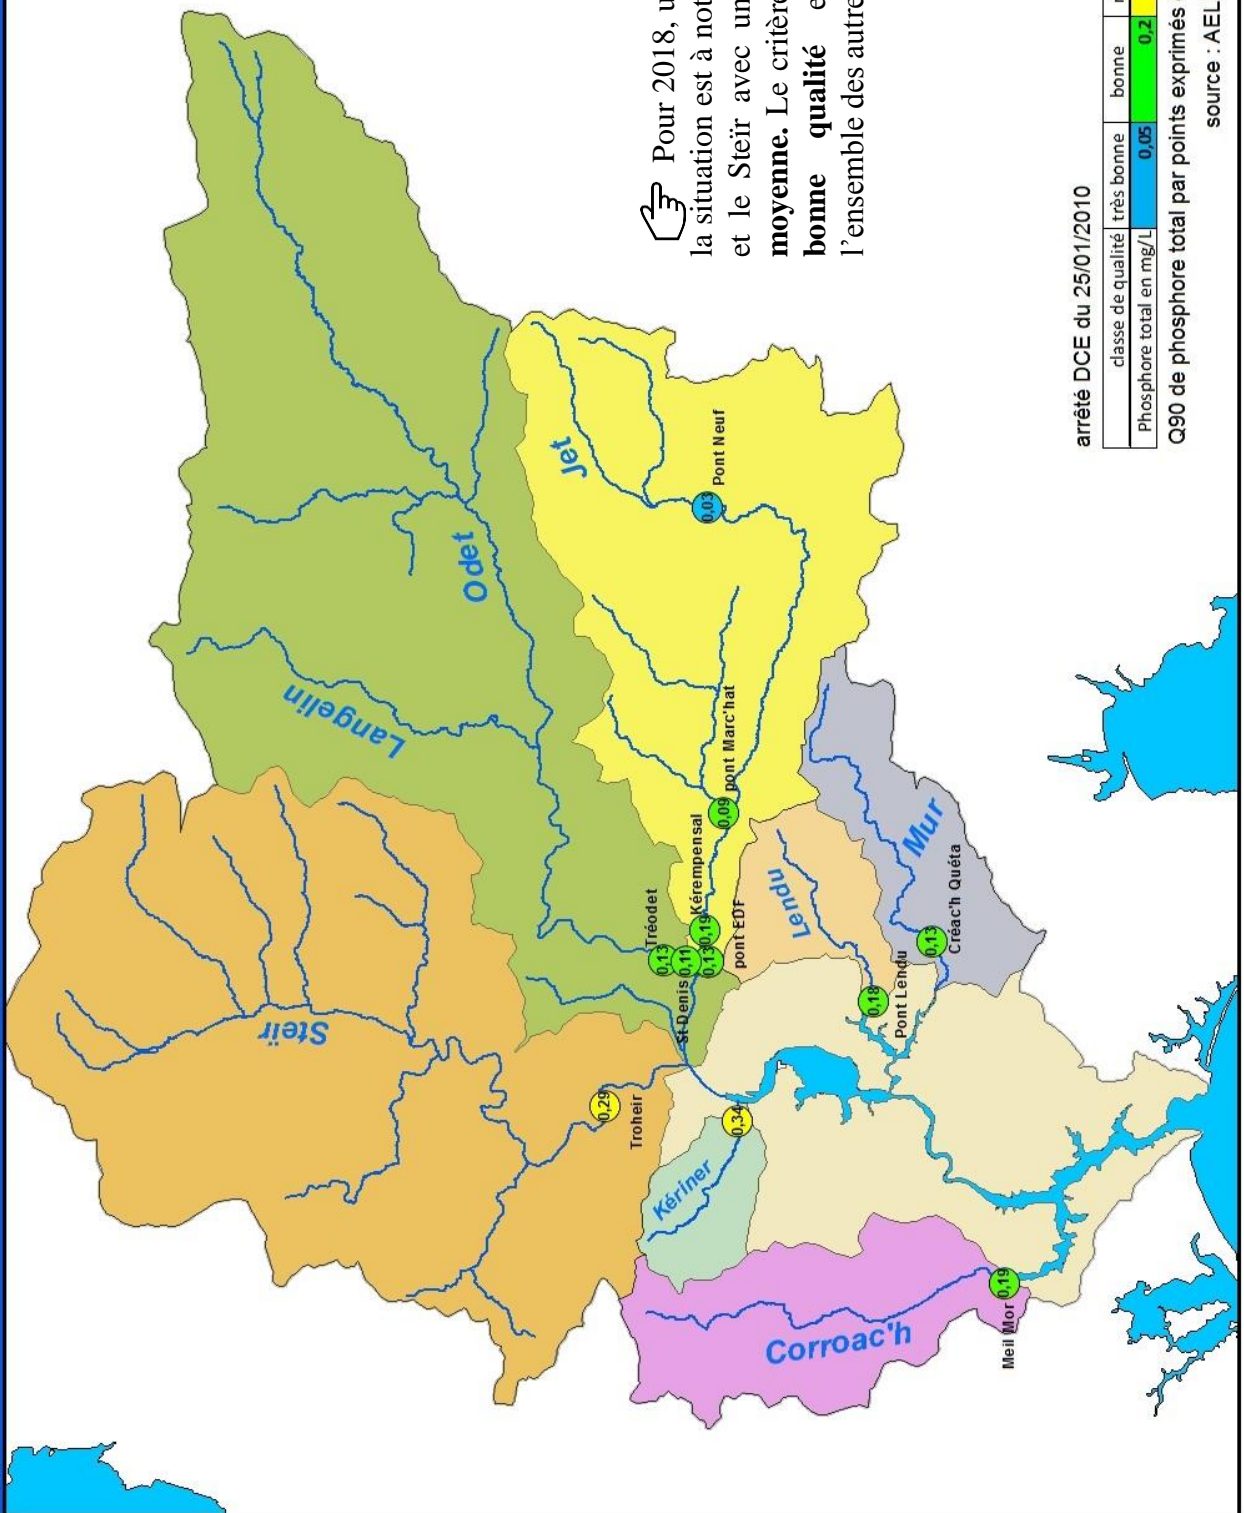 Pour 2018, u
la situation est à not
et le Steïr avec un
moyenne. Le critère
bonne qualité e
l'ensemble des autre
Langelin
Odet
Jet
Steïr
Kériner
Corroac'h
Lendu
Mur
0,03
Pont Neuf
0,09
pont Marc'hat
0,19
Kérempensal
0,13
Tréodet
0,11
St Denis
0,13
pont EDF
0,29
Troheir
0,34
0,18
Pont Lendu
0,13
Créac'h Quéta
Meil Mor
0,19
arrêté DCE du 25/01/2010
classe de qualité très bonne bonne
Phosphore total en mg/L 0,05 0,2
Q90 de phosphore total par points exprimés
source : AEL